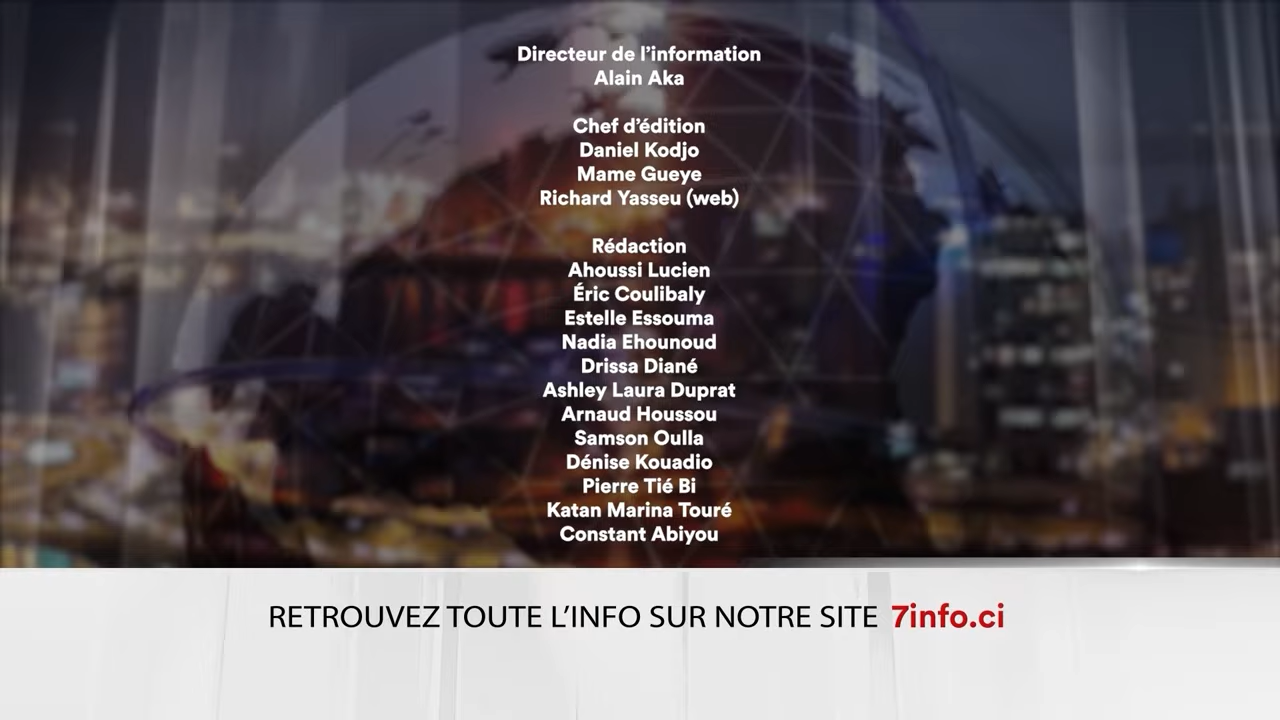 Directeur de l’information
Alain Aka
Chef d’édition
Daniel Kodjo
Mame Gueye
Richard Yasseu (web)
Rédaction
Ahoussi Lucien
Éric Coulibaly
Estelle Essouma
Nadia Ehounoud
Drissa Diané
Ashley Laura Duprat
Arnaud Houssou
Samson Oulla
Dénise Kouadio
Pierre Tié Bi
Katan Marina Touré
Constant Abiyou
RETROUVEZ TOUTE L’INFO SUR NOTRE SITE 7info.ci